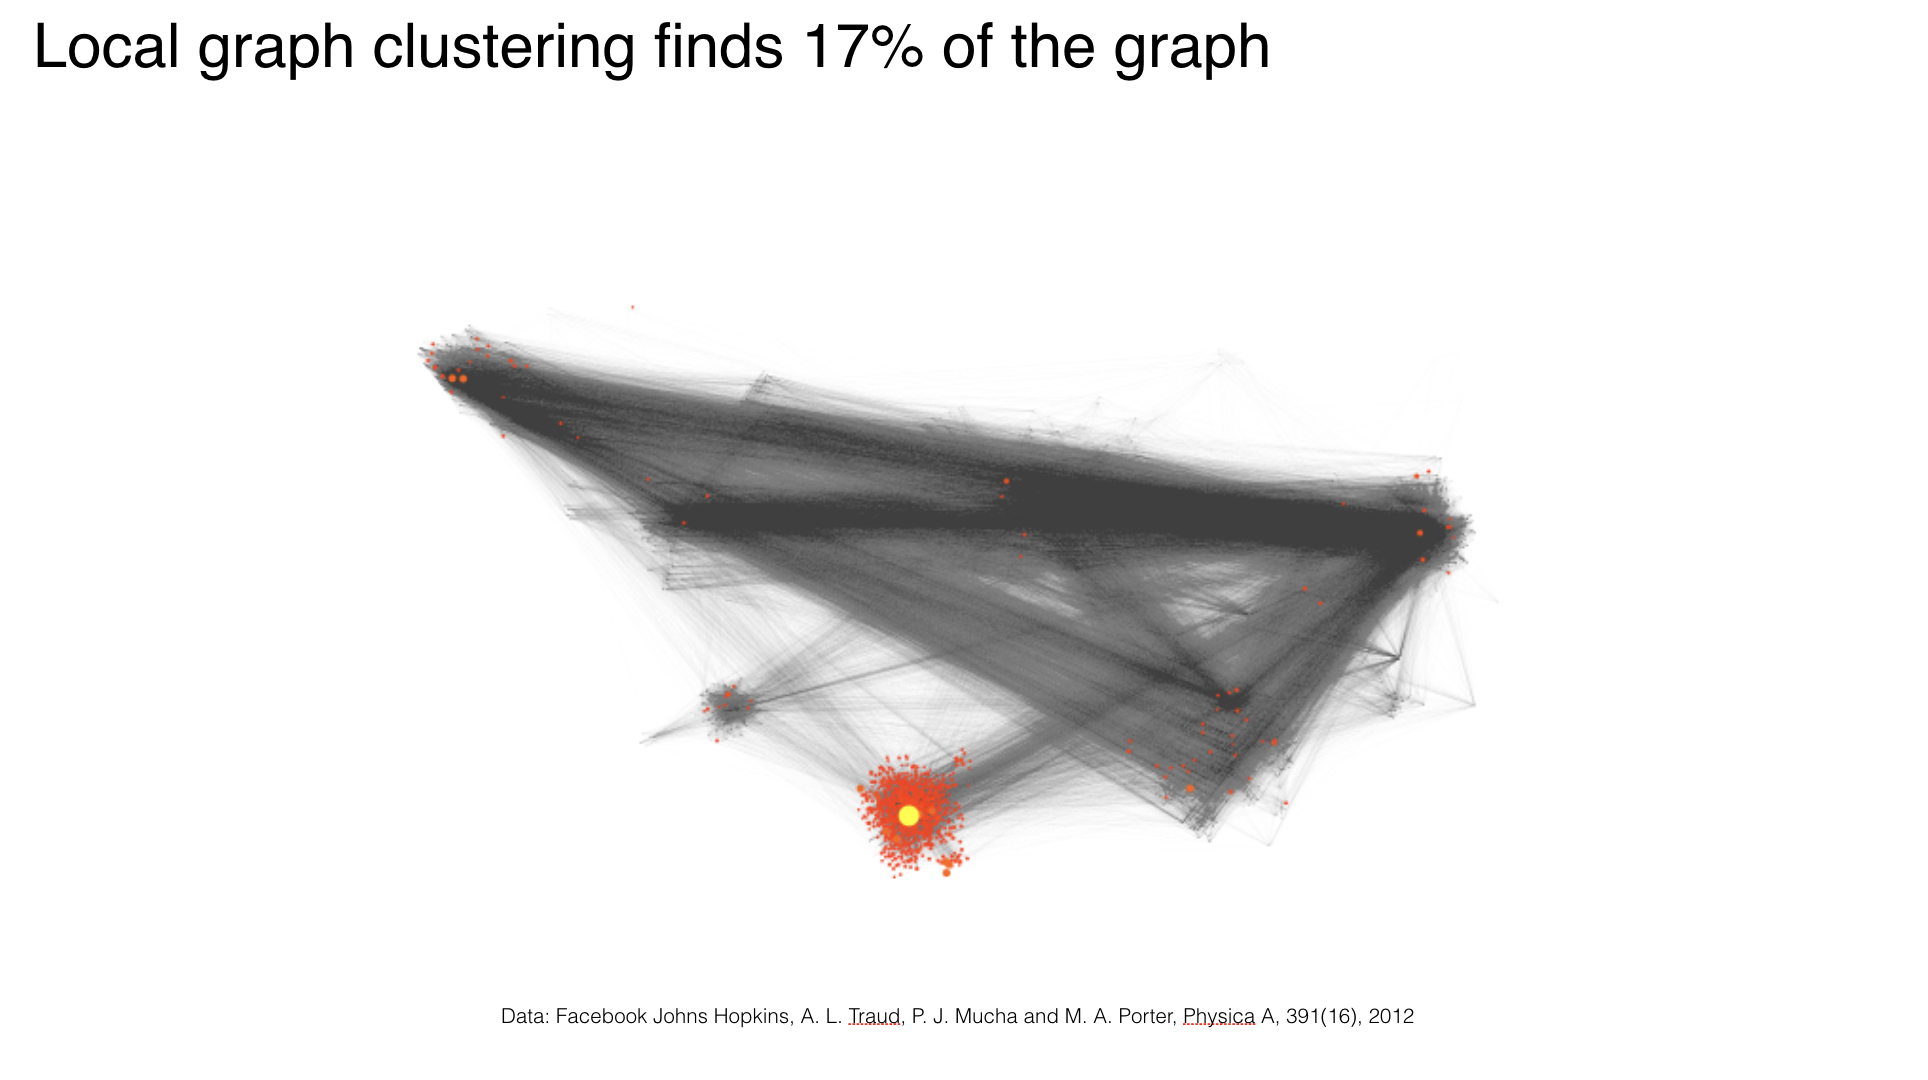 Local graph clustering finds 17% of the graph
Data: Facebook Johns Hopkins, A. L. Traud, P. J. Mucha and M. A. Porter, Physica A, 391(16), 2012